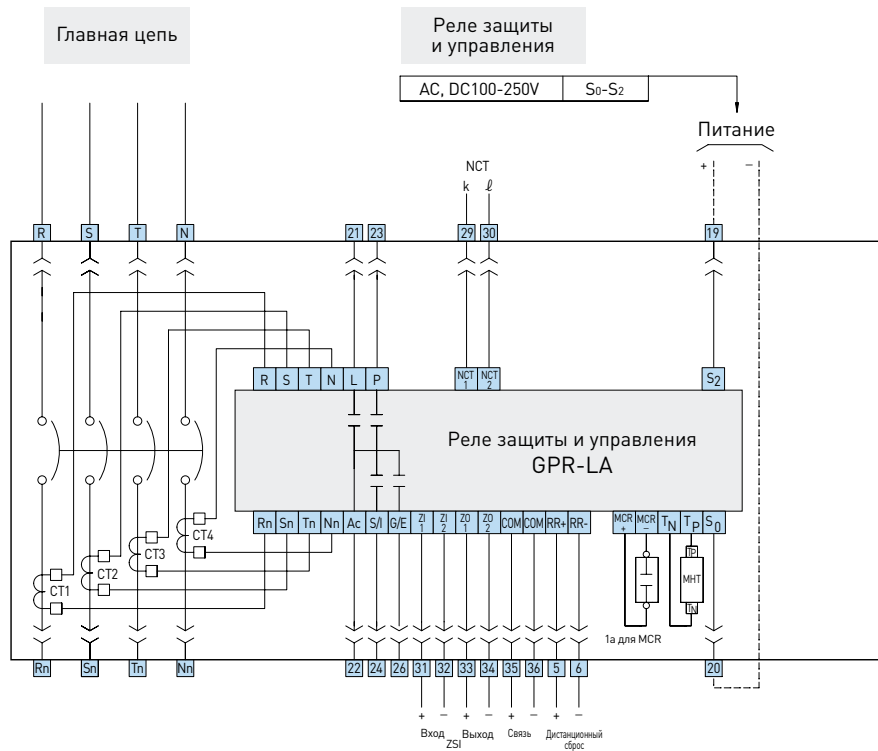 Главная цепь
Реле защиты
и управления
AC, DC100-250V S0-S2
Питание
+ –
NCT
k ℓ
R S T N 21 23 29 30 19
R S T N L P NCT 1 NCT 2 S2
Реле защиты и управления
GPR-LA
Rn Sn Tn Nn Ac S/I G/E ZI 1 ZI 2 ZO 1 ZO 2 COM COM RR+ RR- MCR + MCR – TN TP S0
CT4
CT3
CT2
CT1
TP
МНТ
TN
1a для MCR
Rn Sn Tn Nn 22 24 26 31 32 33 34 35 36 5 6 20
+ – + – + – + –
Вход Выход Связь Дистанционный
ZSI сброс